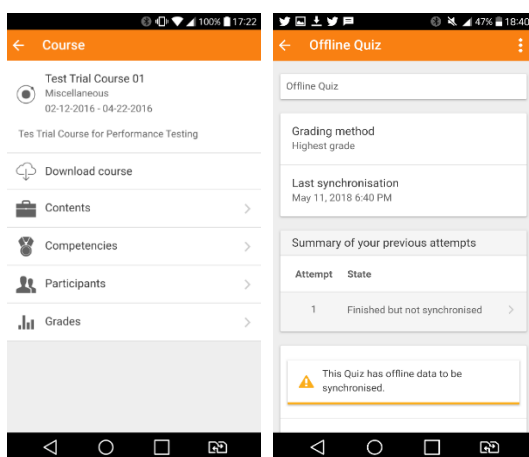 100% 17:22
Course
Test Trial Course 01
Miscellaneous
02-12-2016 - 04-22-2016
Tes Trial Course for Performance Testing
Download course
Contents
Competencies
Participants
Grades
47% 18:40
Offline Quiz
Offline Quiz
Grading method
Highest grade
Last synchronisation
May 11, 2018 6:40 PM
Summary of your previous attempts
Attempt State
1 Finished but not synchronised
This Quiz has offline data to be
synchronised.